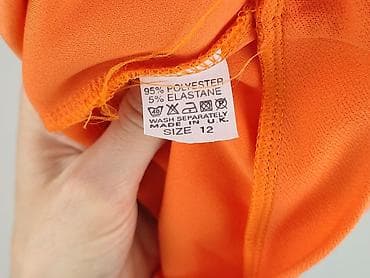 95% POLYESTER
5% ELASTANE
WASH SEPARATELY
MADE IN U.K.
SIZE 12